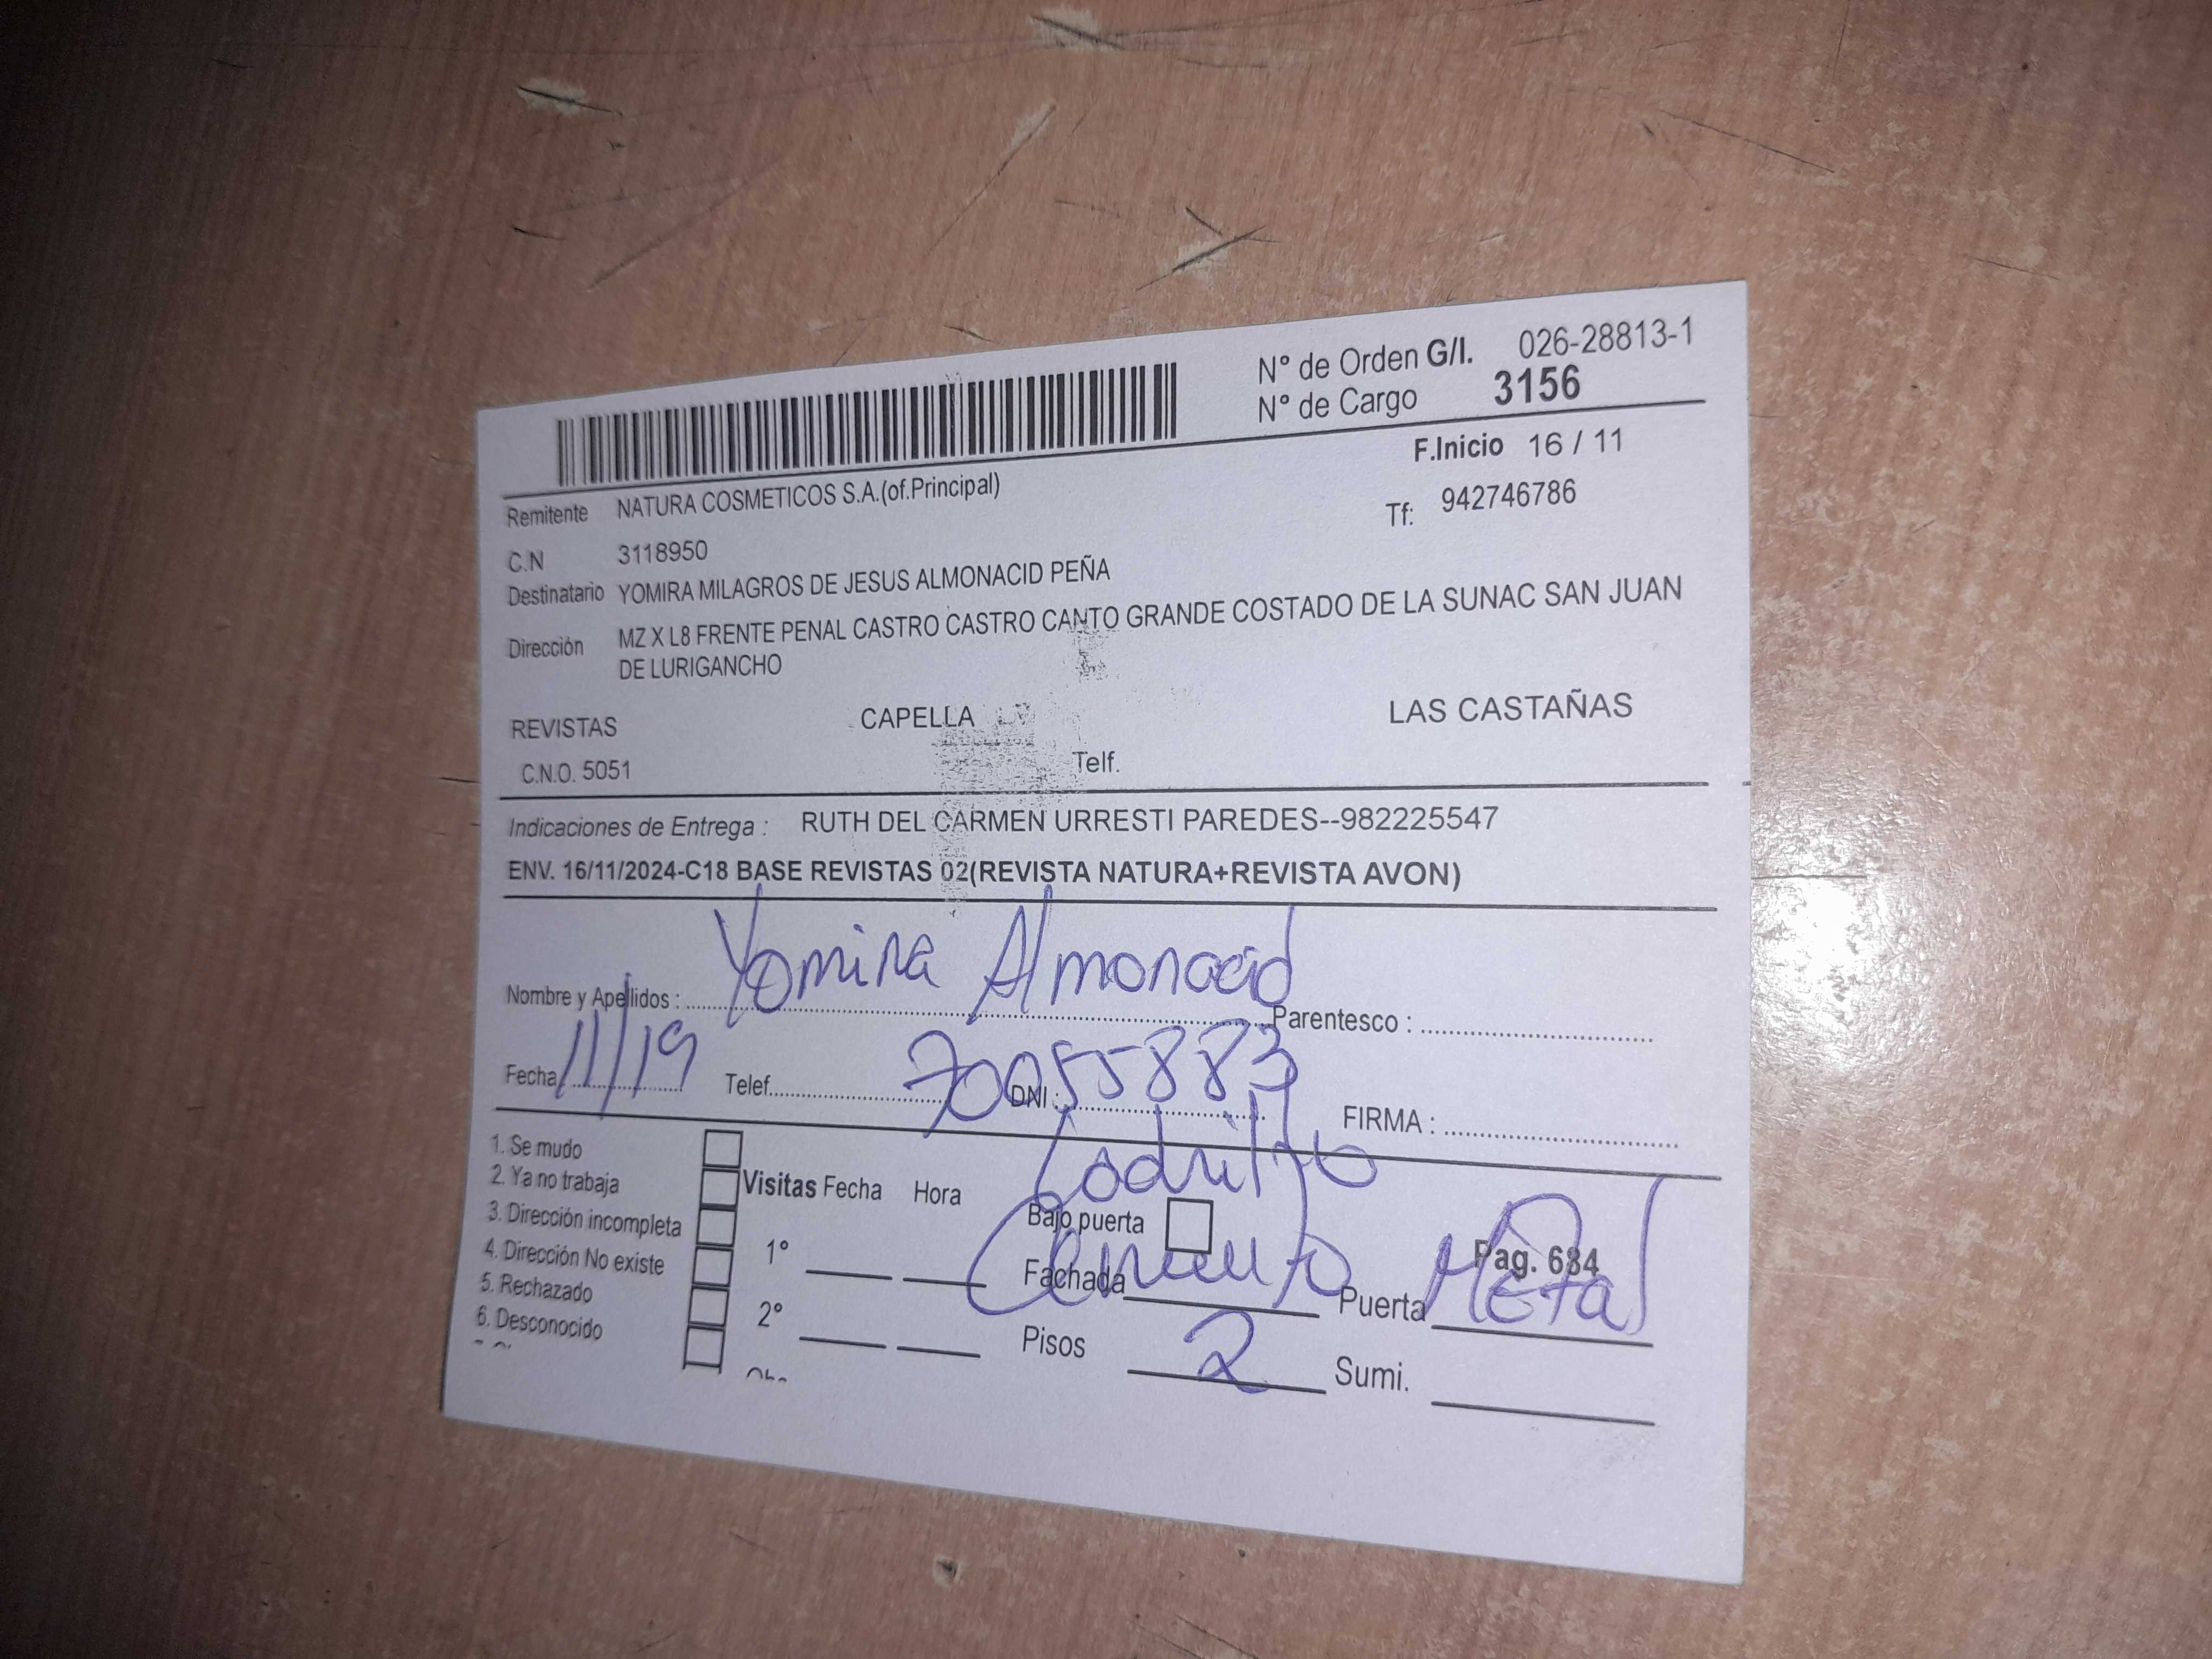 N° de Orden G/I. 026-28813-1
N° de Cargo 3156
F.Inicio 16 / 11
Remitente NATURA COSMETICOS S.A.(of.Principal)
Tf: 942746786
C.N 3118950
Destinatario YOMIRA MILAGROS DE JESUS ALMONACID PEÑA
Dirección MZ X L8 FRENTE PENAL CASTRO CASTRO CANTO GRANDE COSTADO DE LA SUNAC SAN JUAN
DE LURIGANCHO
REVISTAS CAPELLA LAS CASTAÑAS
C.N.O. 5051 Telf.
Indicaciones de Entrega : RUTH DEL CARMEN URRESTI PAREDES--982225547
ENV. 16/11/2024-C18 BASE REVISTAS 02(REVISTA NATURA+REVISTA AVON)
Nombre y Apellidos : Yomira Almonacid Parentesco :
Fecha 11/19 Telef. DNI : 70055883 FIRMA :
1. Se mudo
2. Ya no trabaja
3. Dirección incompleta
4. Dirección No existe
5. Rechazado
6. Desconocido
Visitas Fecha Hora
1°
2°
Ladrillo
Bajo puerta
Fachada Cemento Puerta Metal
Pag. 634
Pisos 2 Sumi.